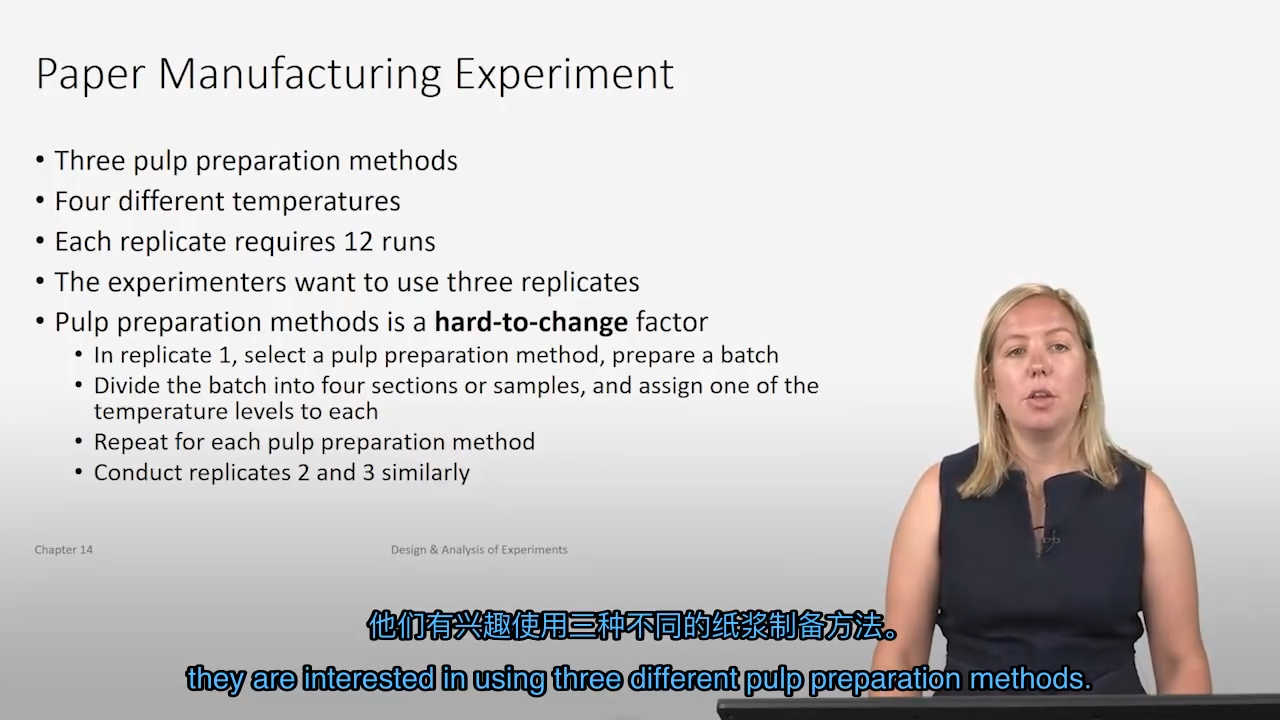 Paper Manufacturing Experiment
• Three pulp preparation methods
• Four different temperatures
• Each replicate requires 12 runs
• The experimenters want to use three replicates
• Pulp preparation methods is a hard-to-change factor
• In replicate 1, select a pulp preparation method, prepare a batch
• Divide the batch into four sections or samples, and assign one of the
temperature levels to each
• Repeat for each pulp preparation method
• Conduct replicates 2 and 3 similarly
Chapter 14
Design & Analysis of Experiments
他们有兴趣使用三种不同的纸浆制备方法。
they are interested in using three different pulp preparation methods.